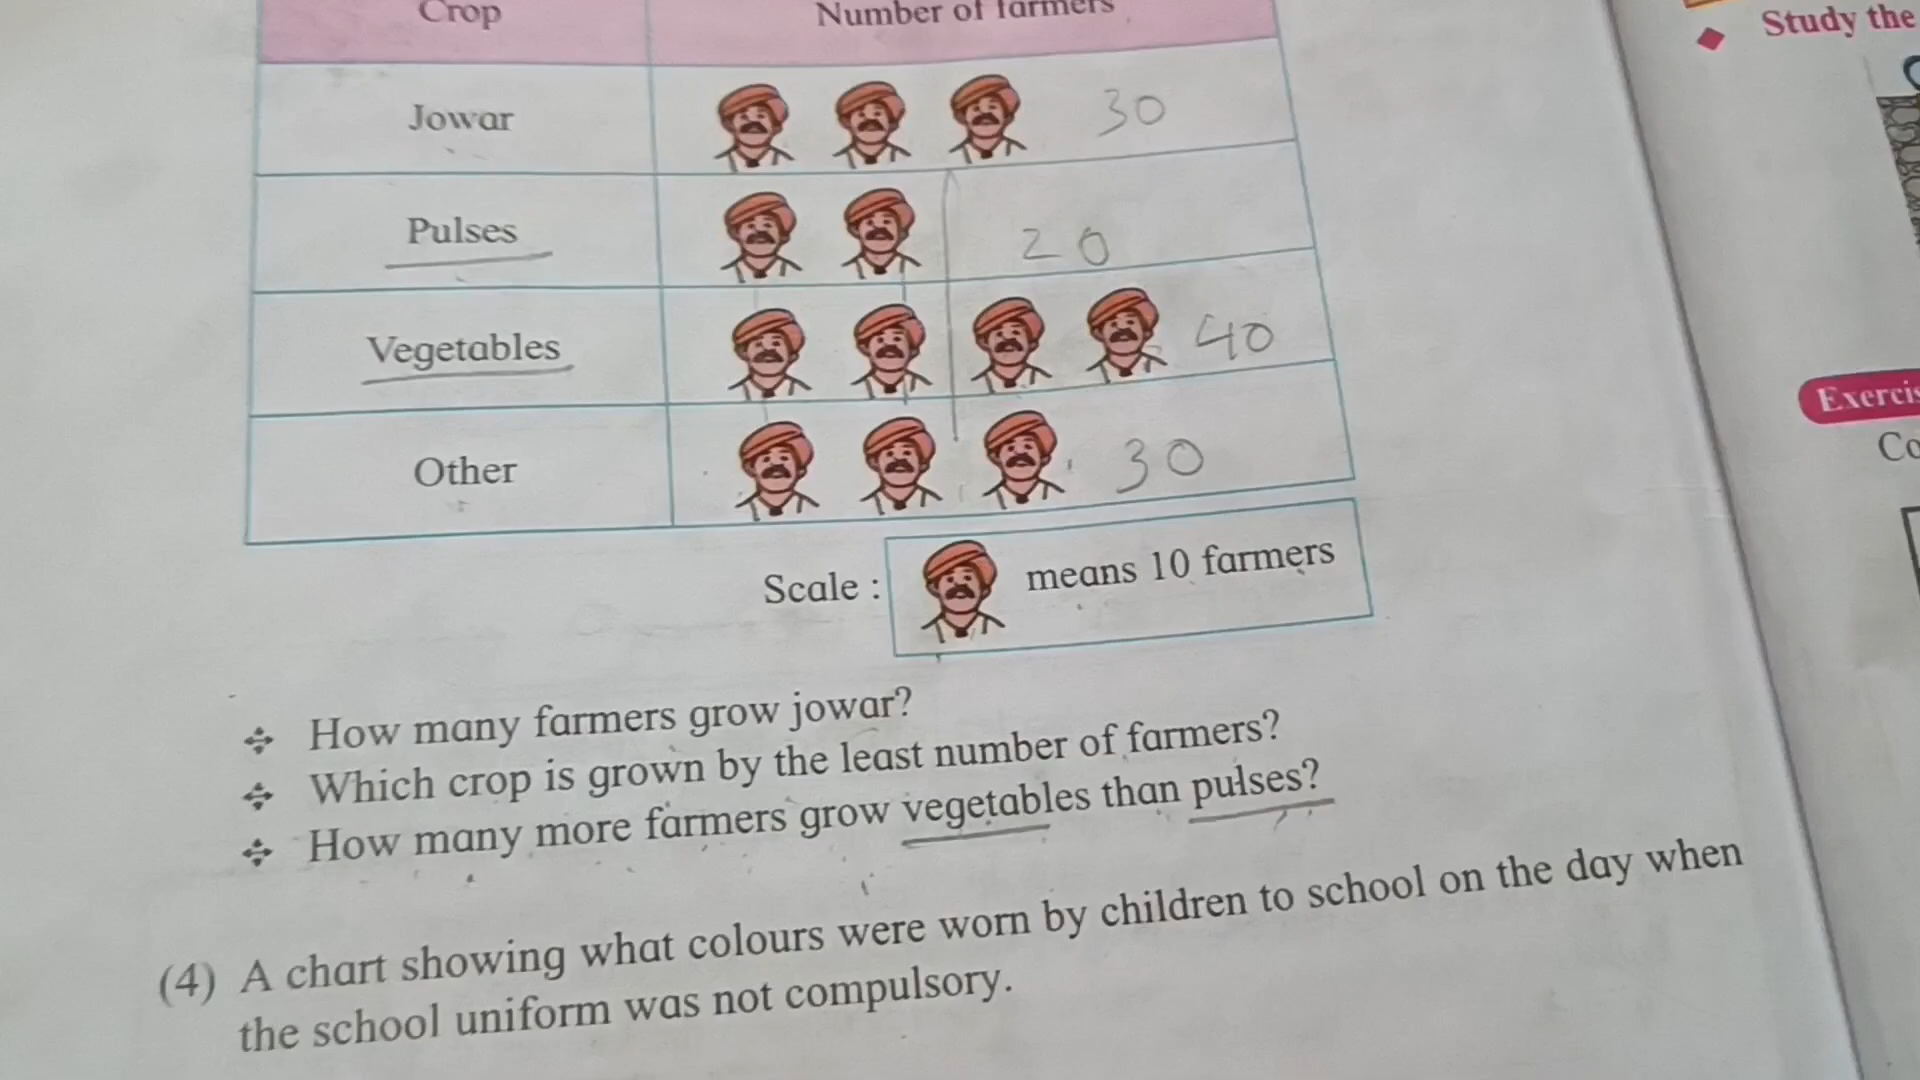 Crop Number of farmers
Jowar 30
Pulses 20
Vegetables 40
Other 30
Scale : means 10 farmers
How many farmers grow jowar?
Which crop is grown by the least number of farmers?
How many more farmers grow vegetables than pulses?
(4) A chart showing what colours were worn by children to school on the day when
the school uniform was not compulsory.
Study the